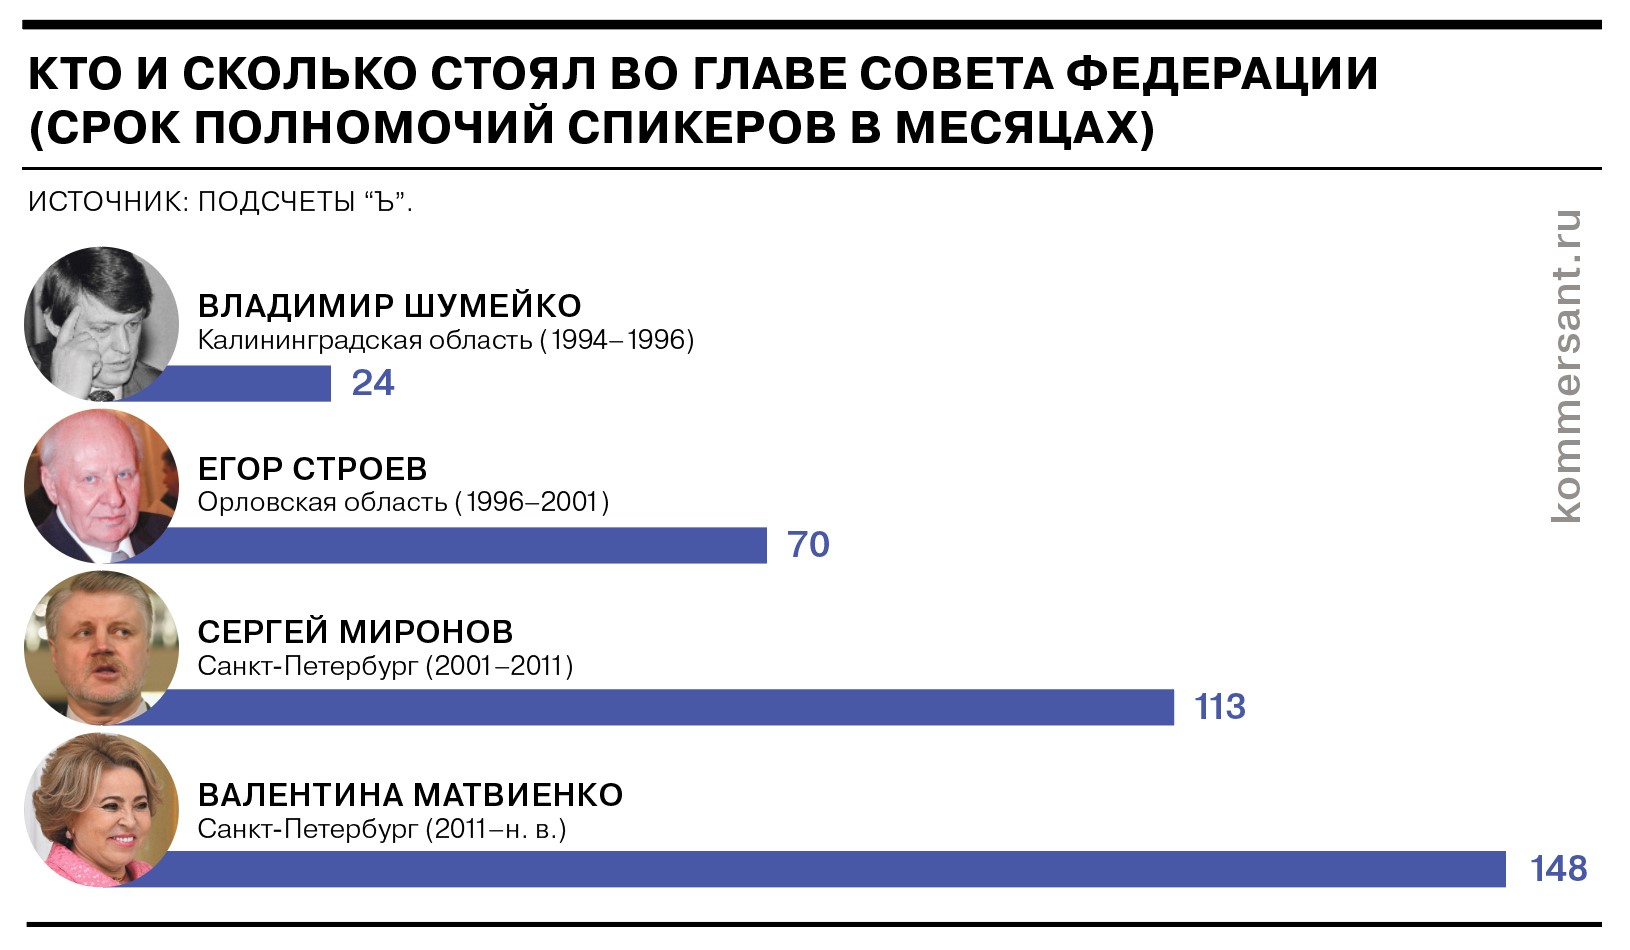 КТО И СКОЛЬКО СТОЯЛ ВО ГЛАВЕ СОВЕТА ФЕДЕРАЦИИ
(СРОК ПОЛНОМОЧИЙ СПИКЕРОВ В МЕСЯЦАХ)
ИСТОЧНИК: ПОДСЧЕТЫ “Ъ”.
kommersant.ru
ВЛАДИМИР ШУМЕЙКО
Калининградская область (1994–1996)
24
ЕГОР СТРОЕВ
Орловская область (1996–2001)
70
СЕРГЕЙ МИРОНОВ
Санкт-Петербург (2001–2011)
113
ВАЛЕНТИНА МАТВИЕНКО
Санкт-Петербург (2011–н. в.)
148